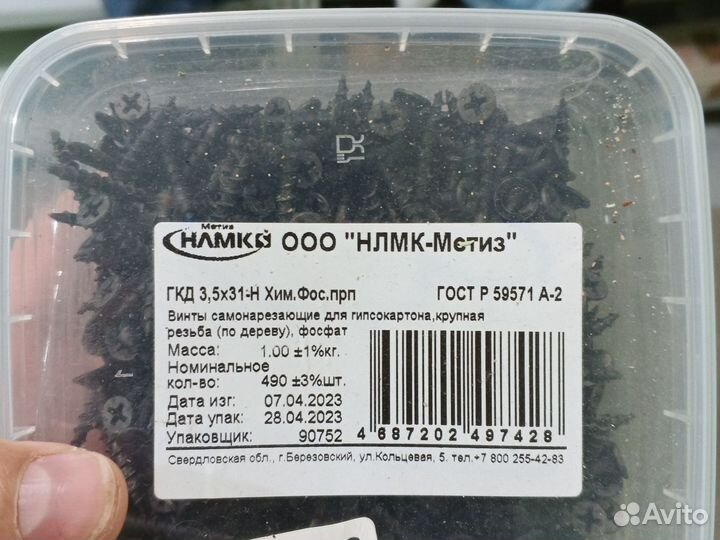 Метиз
НЛМК ООО "НЛМК-Метиз"
ГКД 3,5х31-Н Хим.Фос.прп ГОСТ Р 59571 А-2
Винты самонарезающие для гипсокартона,крупная
резьба (по дереву), фосфат
Масса: 1.00 ±1%кг.
Номинальное
кол-во: 490 ±3%шт.
Дата изг: 07.04.2023
Дата упак: 28.04.2023
Упаковщик: 90752
4 687202 497428
Свердловская обл., г.Березовский, ул.Кольцевая, 5. тел.+7 800 255-42-83
Avito